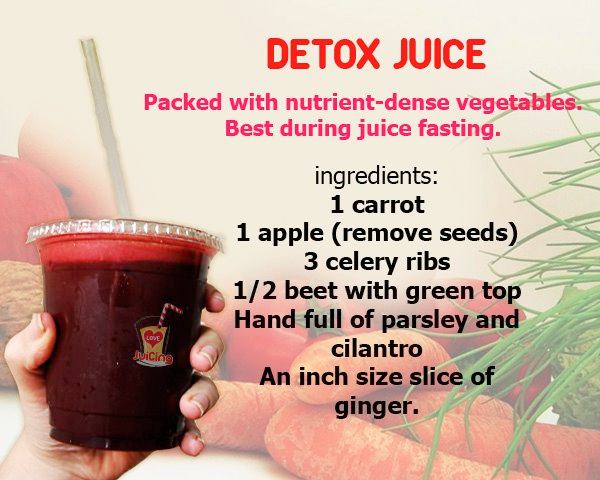 DETOX JUICE
Packed with nutrient-dense vegetables.
Best during juice fasting.
ingredients:
1 carrot
1 apple (remove seeds)
3 celery ribs
1/2 beet with green top
Hand full of parsley and
cilantro
An inch size slice of
ginger.
LOVE
JuiCing